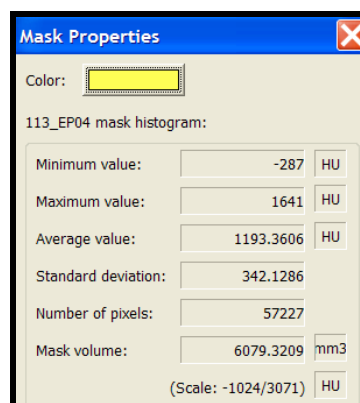 Mask Properties
Color:
113_EP04 mask histogram:
Minimum value: -287 HU
Maximum value: 1641 HU
Average value: 1193.3606 HU
Standard deviation: 342.1286
Number of pixels: 57227
Mask volume: 6079.3209 mm3
(Scale: -1024/3071) HU